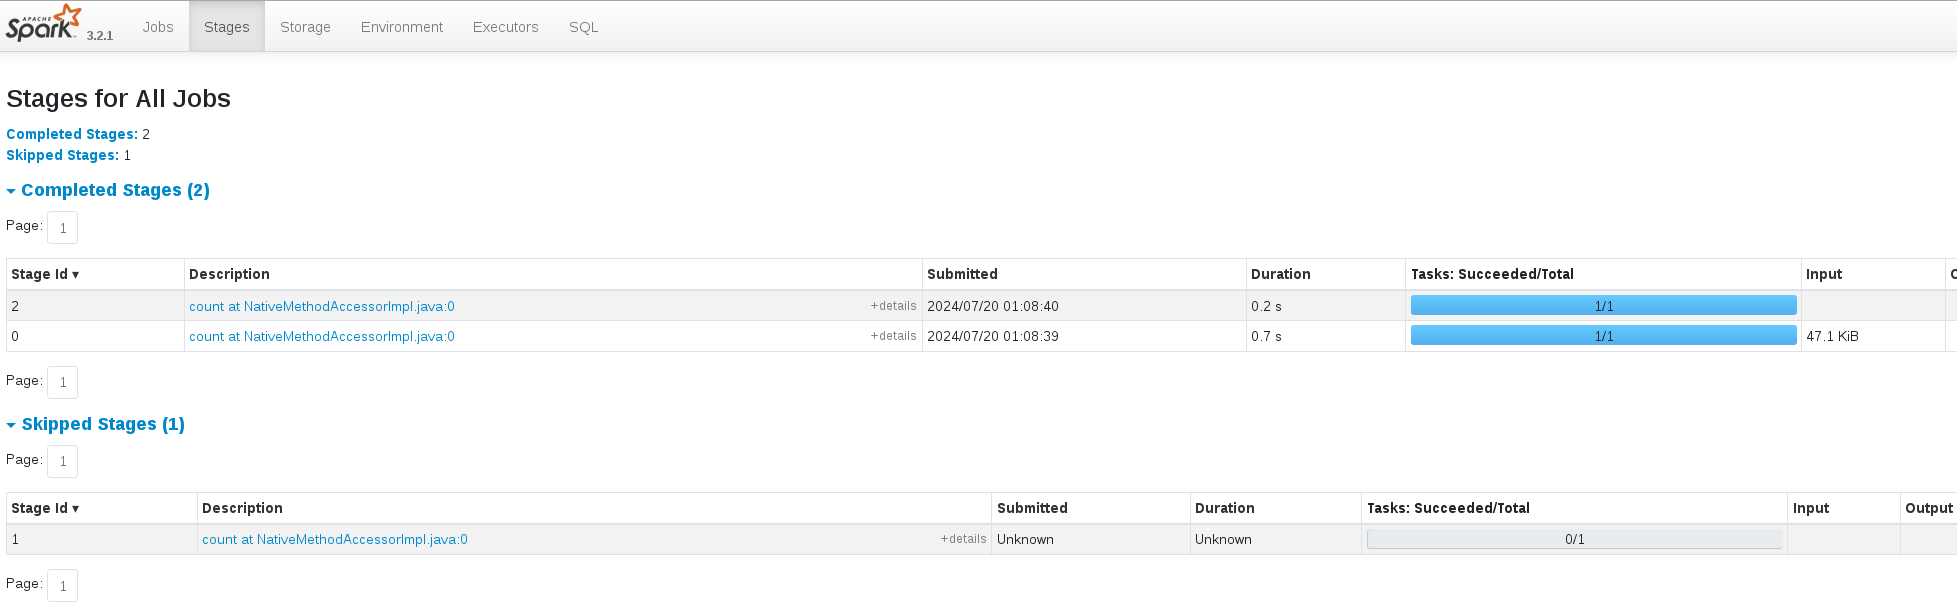 APACHE
Spark 3.2.1 Jobs Stages Storage Environment Executors SQL
Stages for All Jobs
Completed Stages: 2
Skipped Stages: 1
Completed Stages (2)
Page: 1
Stage Id ▾ Description Submitted Duration Tasks: Succeeded/Total Input
2 count at NativeMethodAccessorImpl.java:0 +details 2024/07/20 01:08:40 0.2 s 1/1
0 count at NativeMethodAccessorImpl.java:0 +details 2024/07/20 01:08:39 0.7 s 1/1 47.1 KiB
Page: 1
Skipped Stages (1)
Page: 1
Stage Id ▾ Description Submitted Duration Tasks: Succeeded/Total Input Output
1 count at NativeMethodAccessorImpl.java:0 +details Unknown Unknown 0/1
Page: 1